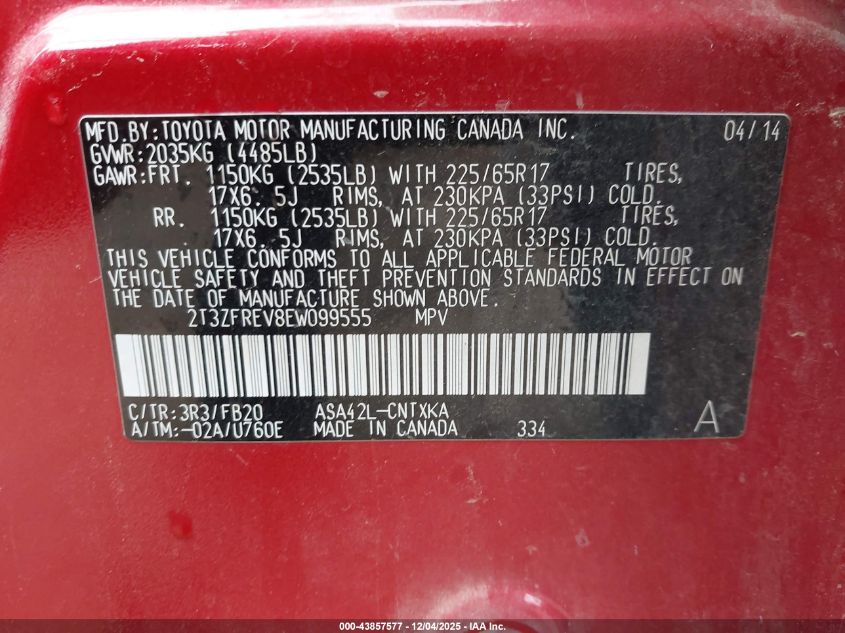 MFD. BY: TOYOTA MOTOR MANUFACTURING CANADA INC. 04/14
GVWR: 2035KG (4485LB)
GAWR: FRT. 1150KG (2535LB) WITH 225/65R17 TIRES,
17X6. 5J RIMS, AT 230KPA (33PSI) COLD.
RR. 1150KG (2535LB) WITH 225/65R17 TIRES,
17X6. 5J RIMS, AT 230KPA (33PSI) COLD.
THIS VEHICLE CONFORMS TO ALL APPLICABLE FEDERAL MOTOR
VEHICLE SAFETY AND THEFT PREVENTION STANDARDS IN EFFECT ON
THE DATE OF MANUFACTURE SHOWN ABOVE.
2T3ZFREV8EW099555 MPV
C/TR: 3R3/FB20 ASA42L-CNTXKA
A/TM: -02A/U760E MADE IN CANADA 334 A
000-43857577 — 12/04/2025 — IAA Inc.